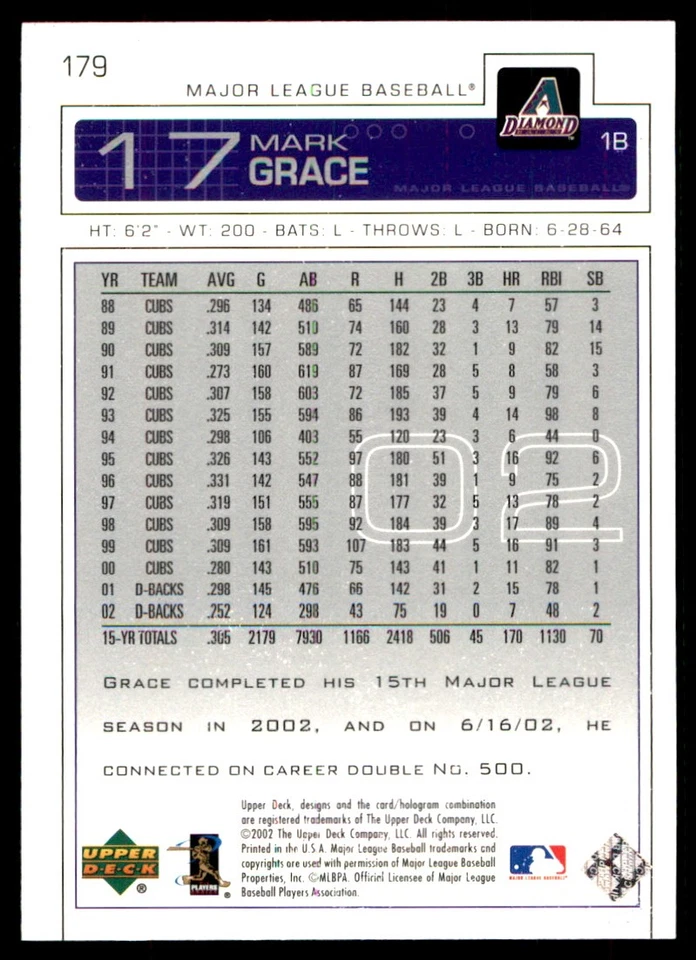 179
MAJOR LEAGUE BASEBALL®
DIAMOND
BACKS
™
17 MARK GRACE
1B
MAJOR LEAGUE BASEBALL®
HT: 6'2" - WT: 200 - BATS: L - THROWS: L - BORN: 6-28-64
YR TEAM AVG G AB R H 2B 3B HR RBI SB
88 CUBS .296 134 486 65 144 23 4 7 57 3
89 CUBS .314 142 510 74 160 28 3 13 79 14
90 CUBS .309 157 589 72 182 32 1 9 82 15
91 CUBS .273 160 619 87 169 28 5 8 58 3
92 CUBS .307 158 603 72 185 37 5 9 79 6
93 CUBS .325 155 594 86 193 39 4 14 98 8
94 CUBS .298 106 403 55 120 23 3 6 44 0
95 CUBS .326 143 552 97 180 51 3 16 92 6
96 CUBS .331 142 547 88 181 39 1 9 75 2
97 CUBS .319 151 555 87 177 32 5 13 78 2
98 CUBS .309 158 595 92 184 39 3 17 89 4
99 CUBS .309 161 593 107 183 44 5 16 91 3
00 CUBS .280 143 510 75 143 41 1 11 82 1
01 D-BACKS .298 145 476 66 142 31 2 15 78 1
02 D-BACKS .252 124 298 43 75 19 0 7 48 2
15-YR TOTALS .305 2179 7930 1166 2418 506 45 170 1130 70
02
GRACE COMPLETED HIS 15TH MAJOR LEAGUE
SEASON IN 2002, AND ON 6/16/02, HE
CONNECTED ON CAREER DOUBLE NO. 500.
Upper Deck, designs and the card/hologram combination
are registered trademarks of The Upper Deck Company, LLC.
©2002 The Upper Deck Company, LLC. All rights reserved.
Printed in the U.S.A. Major League Baseball trademarks and
copyrights are used with permission of Major League Baseball
Properties, Inc. ©MLBPA. Official Licensee of Major League
Baseball Players Association.
UPPER
DECK
®
PLAYERS
MAJOR LEAGUE BASEBALL®